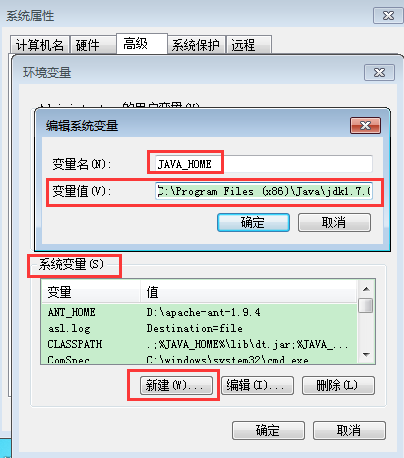 系统属性
计算机名 硬件 高级 系统保护 远程
环境变量
的用户变量(U)
编辑系统变量
变量名(N): JAVA_HOME
变量值(V): C:\Program Files (x86)\Java\jdk1.7.
确定 取消
系统变量(S)
变量 值
ANT_HOME D:\apache-ant-1.9.4
asl.log Destination=file
CLASSPATH .;%JAVA_HOME%\lib\dt.jar;%JAVA_...
ComSpec C:\windows\system32\cmd.exe
新建(W)... 编辑(I)... 删除(L)
确定 取消